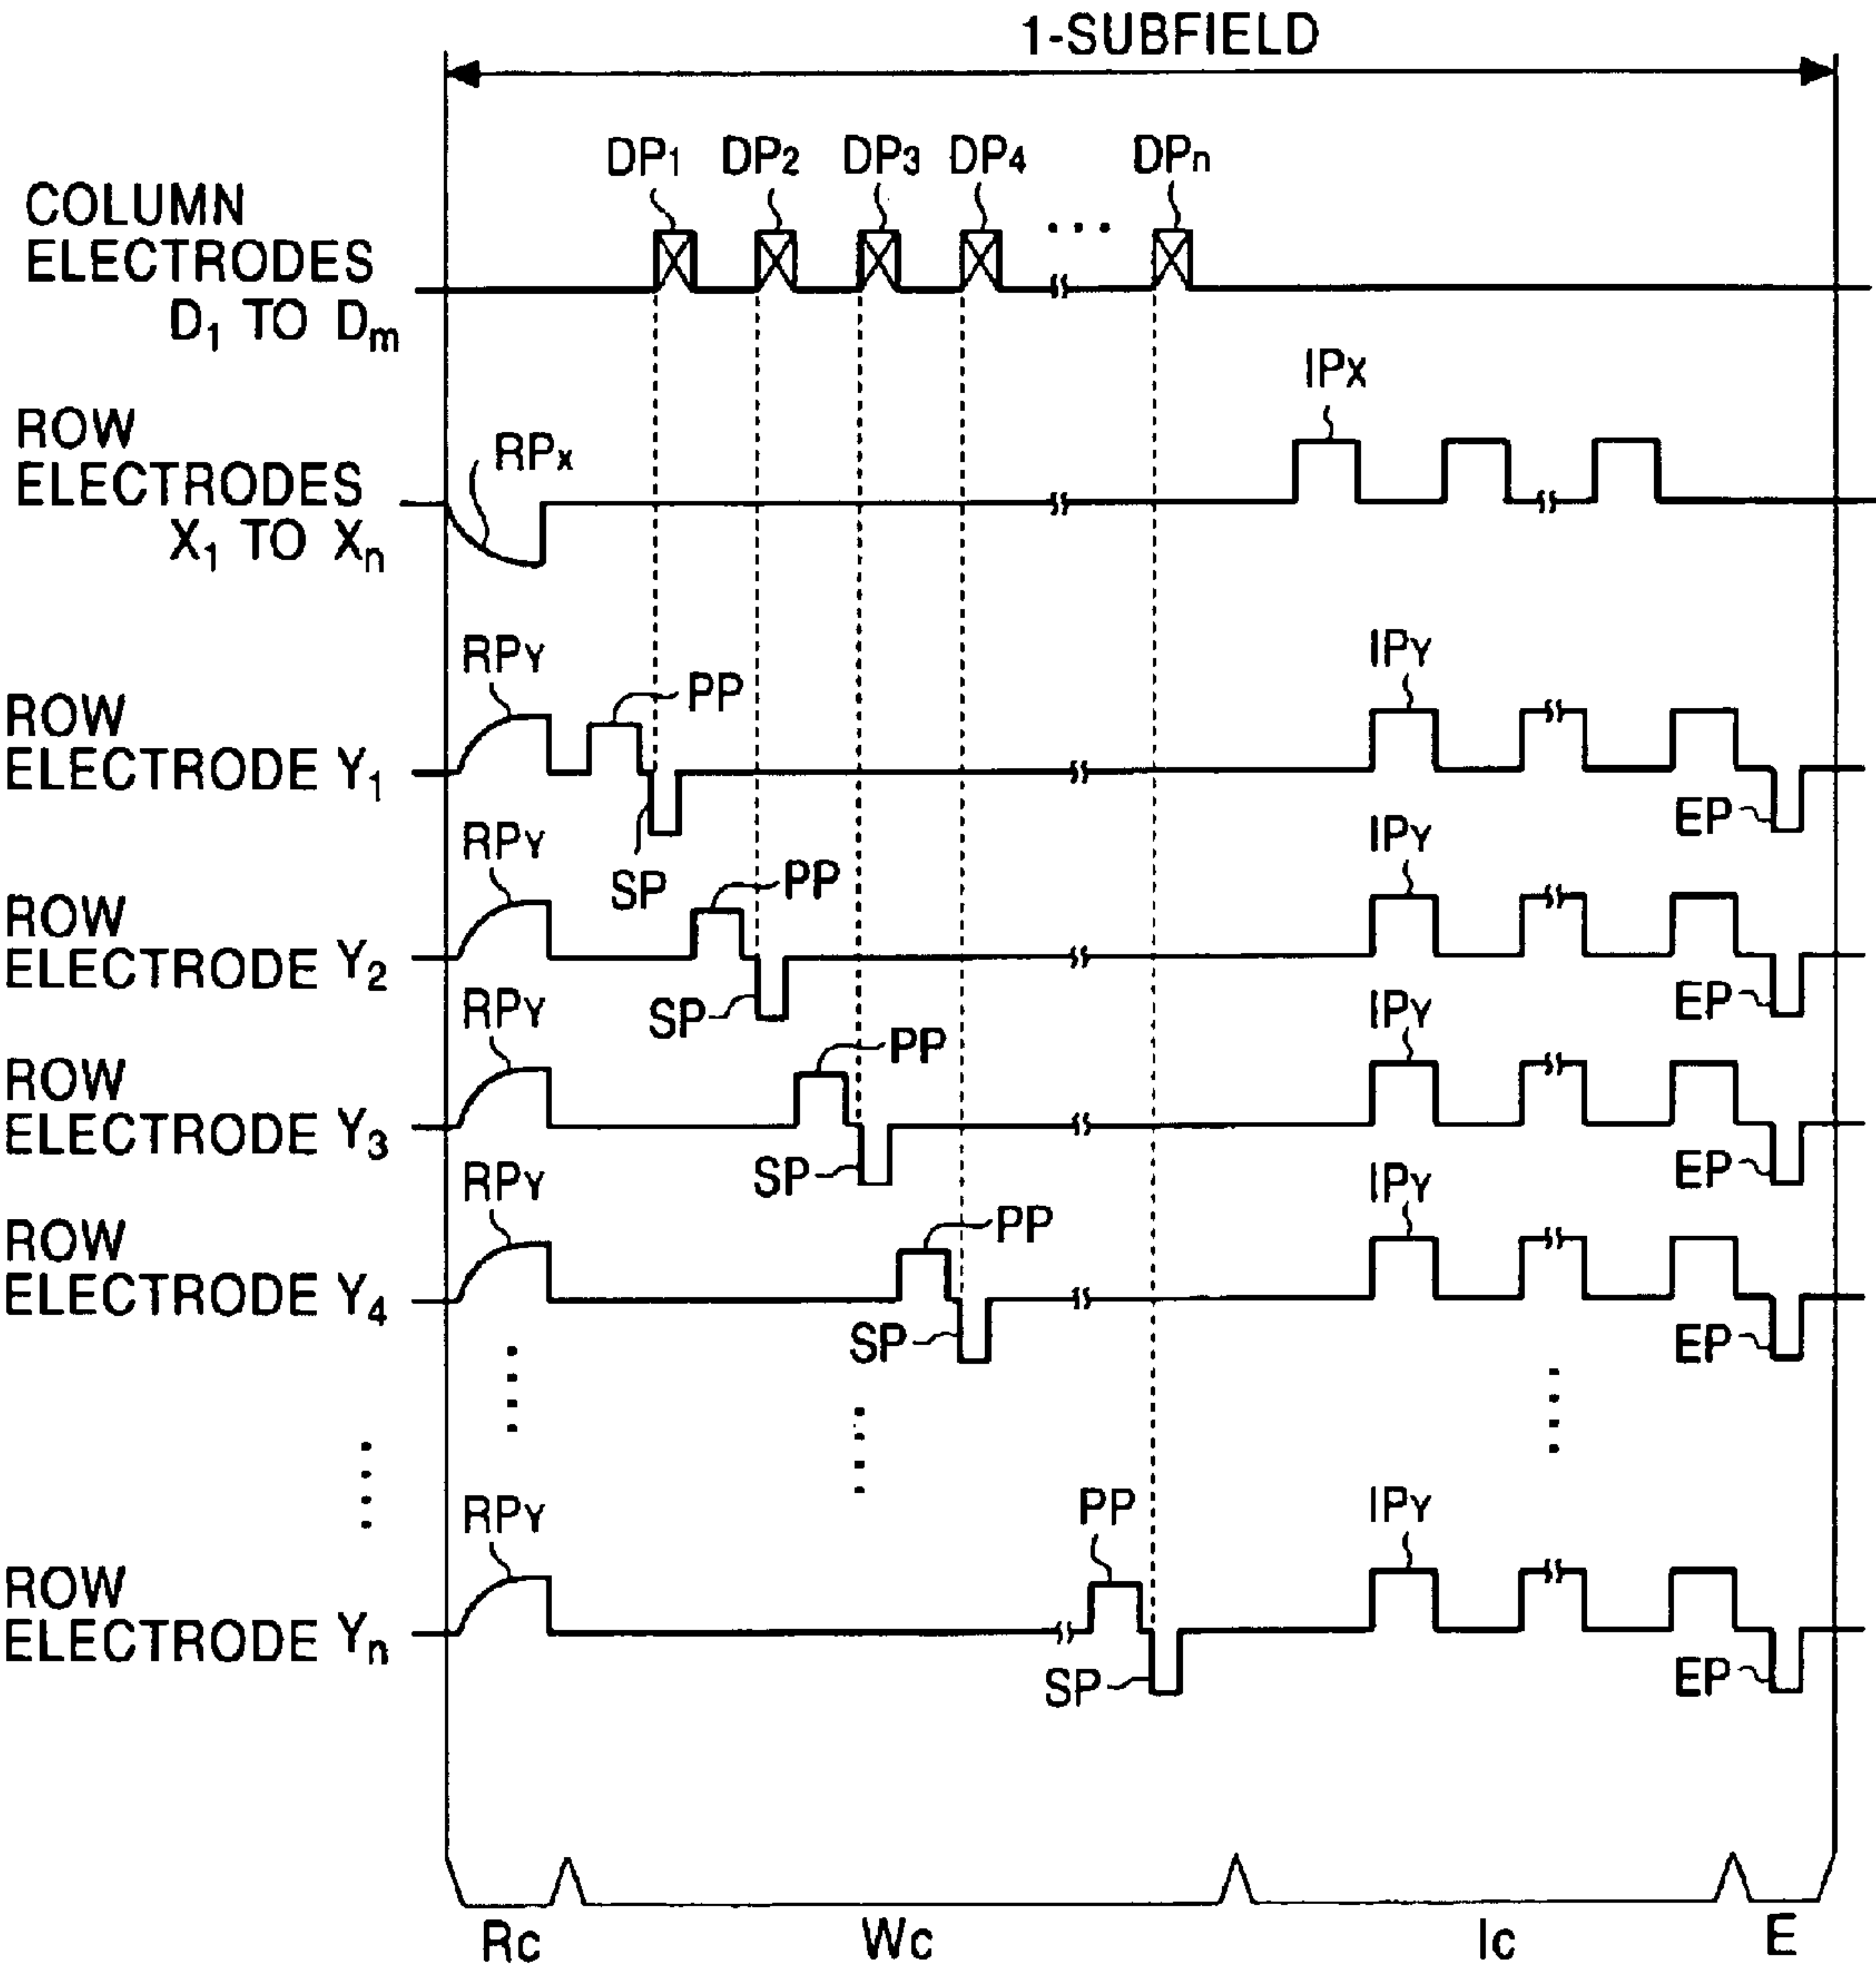 1-SUBFIELD
DP1 DP2 DP3 DP4 ... DPn
COLUMN
ELECTRODES
D1 TO Dm
IPX
ROW
ELECTRODES
X1 TO Xn
RPX
RPY
PP
IPY
ROW
ELECTRODE Y1
SP
EP
RPY
PP
IPY
ROW
ELECTRODE Y2
SP
EP
RPY
PP
IPY
ROW
ELECTRODE Y3
SP
EP
RPY
PP
IPY
ROW
ELECTRODE Y4
SP
EP
RPY
PP
IPY
ROW
ELECTRODE Yn
SP
EP
Rc Wc Ic E